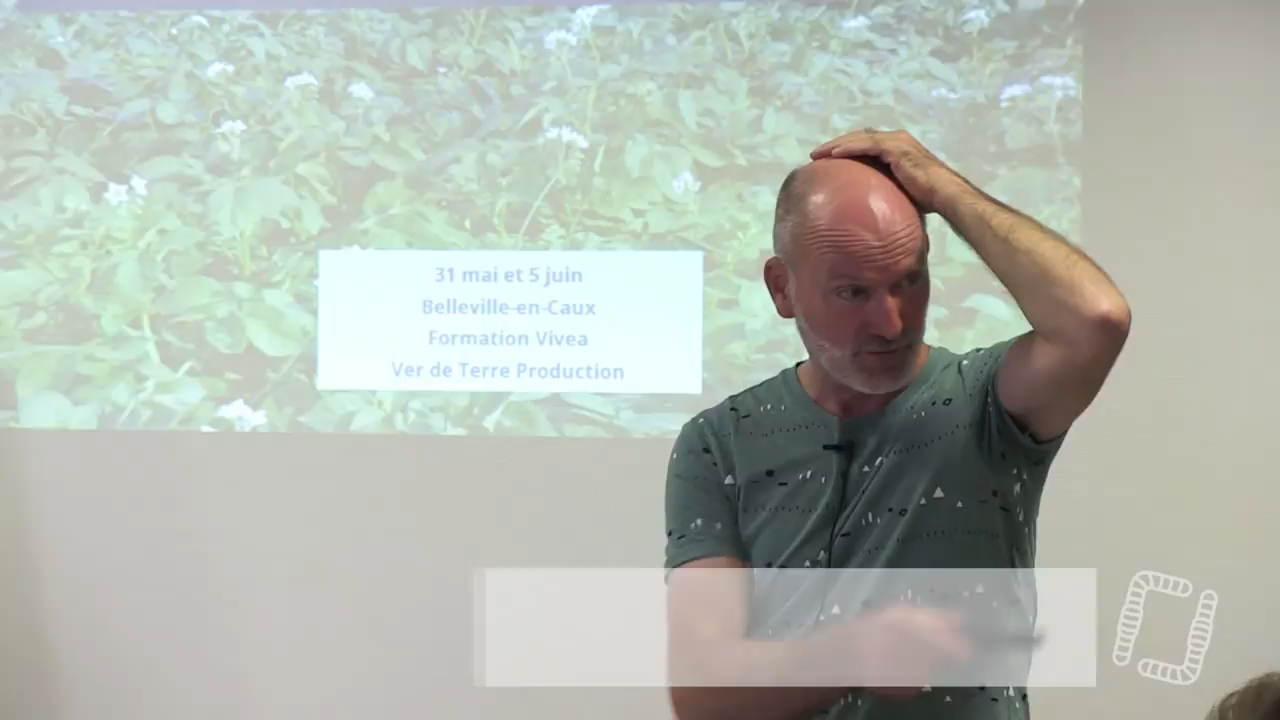 31 mai et 5 juin
Belleville-en-Caux
Formation Vivea
Ver de Terre Production